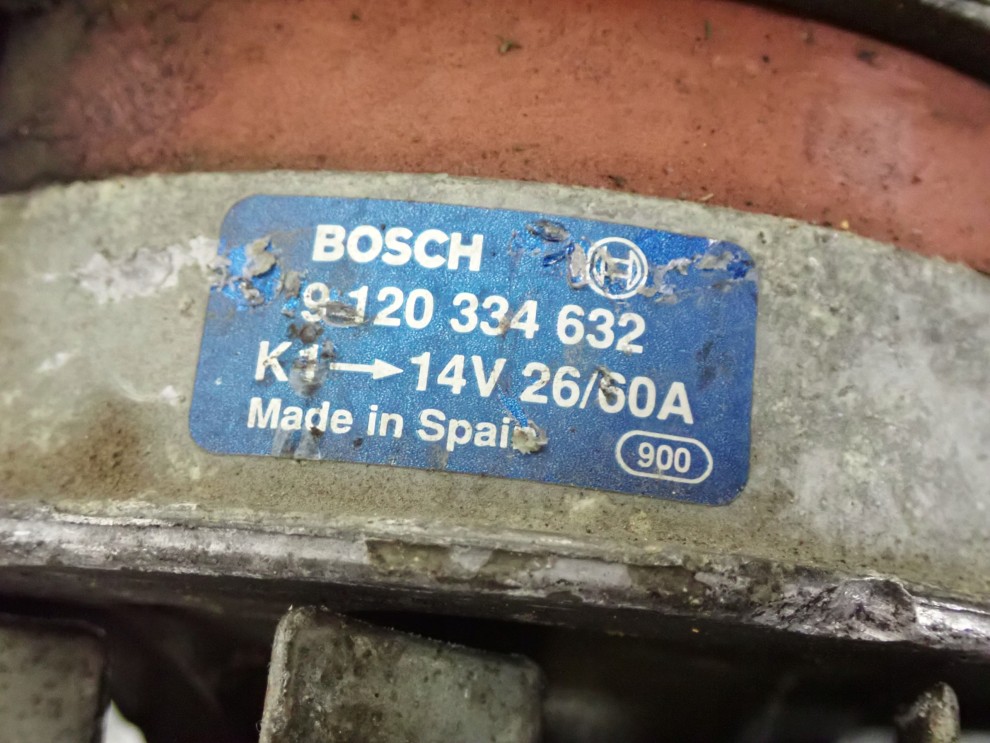 BOSCH
9 120 334 632
K1→14V 26/60A
Made in Spain
900